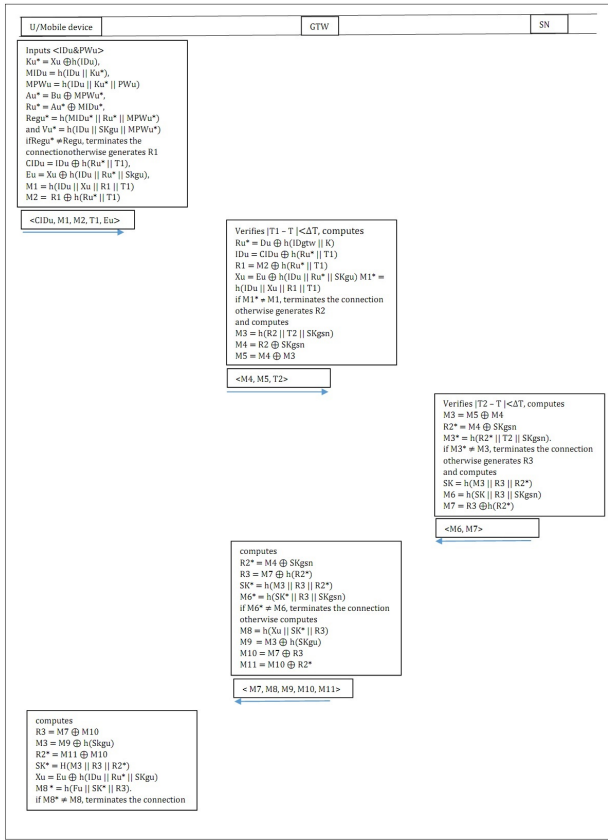 U/Mobile device
GTW
SN
Inputs <IDu&PWu>
Ku* = Xu ⊕h(IDu),
MIDu = h(IDu || Ku*),
MPWu = h(IDu || Ku* || PWu)
Au* = Bu ⊕ MPWu*,
Ru* = Au* ⊕ MIDu*,
Regu* = h(MIDu* || Ru* || MPWu*)
and Vu* = h(IDu || SKgu || MPWu*)
ifRegu* ≠Regu, terminates the
connectionotherwise generates R1
CIDu = IDu ⊕ h(Ru* || T1),
Eu = Xu ⊕ h(IDu || Ru* || Skgu),
M1 = h(IDu || Xu || R1 || T1)
M2 = R1 ⊕ h(Ru* || T1)
<CIDu, M1, M2, T1, Eu>
Verifies |T1 – T |<ΔT, computes
Ru* = Du ⊕ h(IDgtw || K)
IDu = CIDu ⊕ h(Ru* || T1)
R1 = M2 ⊕ h(Ru* || T1)
Xu = Eu ⊕ h(IDu || Ru* || SKgu) M1* =
h(IDu || Xu || R1 || T1)
if M1* ≠ M1, terminates the connection
otherwise generates R2
and computes
M3 = h(R2 || T2 || SKgsn)
M4 = R2 ⊕ SKgsn
M5 = M4 ⊕ M3
<M4, M5, T2>
Verifies |T2 – T |<ΔT, computes
M3 = M5 ⊕ M4
R2* = M4 ⊕ SKgsn
M3* = h(R2* || T2 || SKgsn).
if M3* ≠ M3, terminates the connection
otherwise generates R3
and computes
SK = h(M3 || R3 || R2*)
M6 = h(SK || R3 || SKgsn)
M7 = R3 ⊕h(R2*)
<M6, M7>
computes
R2* = M4 ⊕ SKgsn
R3 = M7 ⊕ h(R2*)
SK* = h(M3 || R3 || R2*)
M6* = h(SK* || R3 || SKgsn)
if M6* ≠ M6, terminates the connection
otherwise computes
M8 = h(Xu || SK* || R3)
M9 = M3 ⊕ h(SKgu)
M10 = M7 ⊕ R3
M11 = M10 ⊕ R2*
< M7, M8, M9, M10, M11>
computes
R3 = M7 ⊕ M10
M3 = M9 ⊕ h(Skgu)
R2* = M11 ⊕ M10
SK* = H(M3 || R3 || R2*)
Xu = Eu ⊕ h(IDu || Ru* || SKgu)
M8 * = h(Fu || SK* || R3).
if M8* ≠ M8, terminates the connection